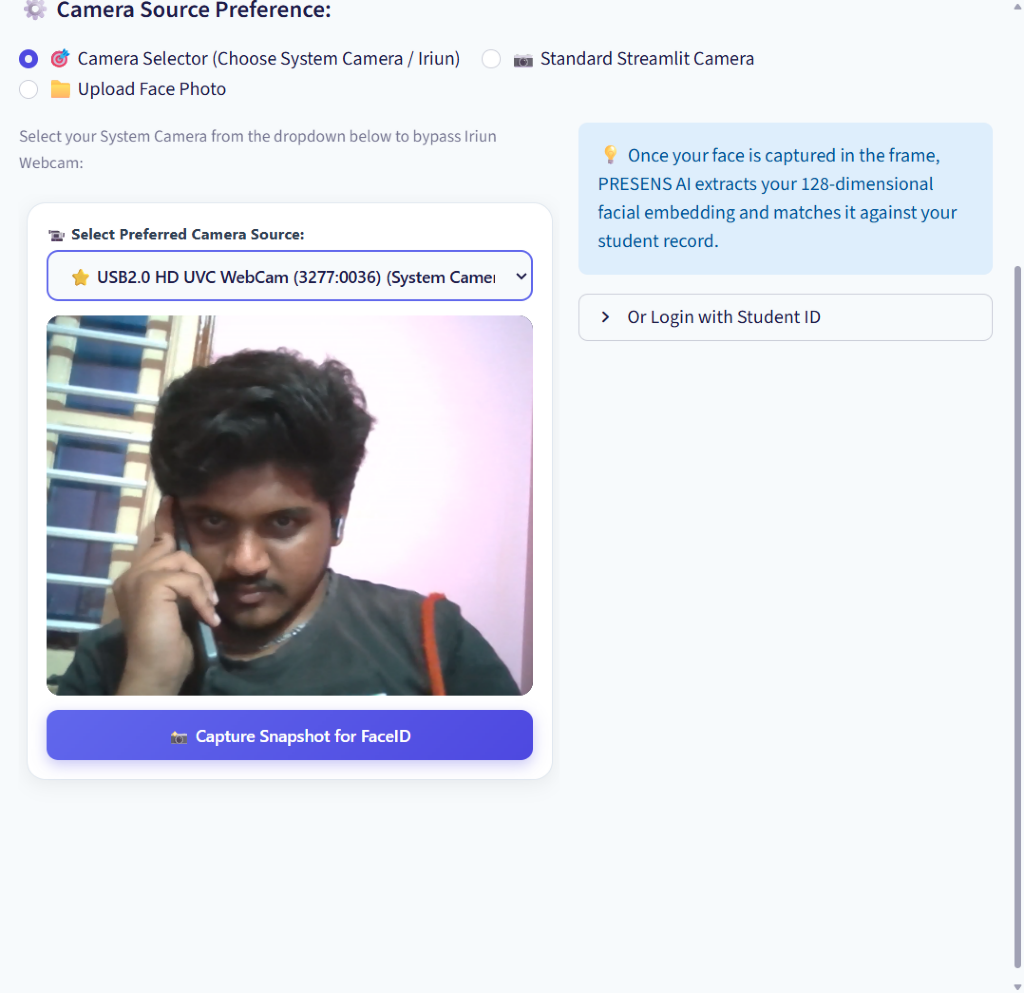 Camera Source Preference:
Camera Selector (Choose System Camera / Iriun)
Standard Streamlit Camera
Upload Face Photo
Select your System Camera from the dropdown below to bypass Iriun
Webcam:
Select Preferred Camera Source:
USB2.0 HD UVC WebCam (3277:0036) (System Camer
Capture Snapshot for FaceID
Once your face is captured in the frame,
PRESENS AI extracts your 128-dimensional
facial embedding and matches it against your
student record.
Or Login with Student ID